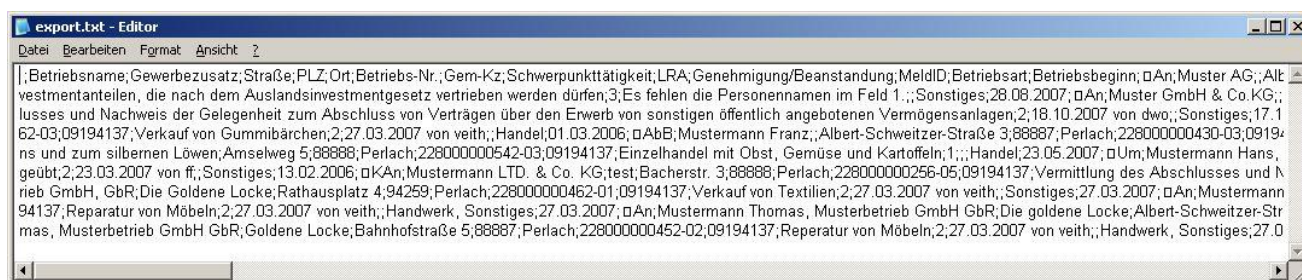 export.txt - Editor
Datei Bearbeiten Format Ansicht ?
;Betriebsname;Gewerbezusatz;Straße;PLZ;Ort;Betriebs-Nr.;Gem-Kz;Schwerpunkttätigkeit;LRA;Genehmigung/Beanstandung;MeldID;Betriebsart;Betriebsbeginn; □An;Muster AG;;Alb
vestmentanteilen, die nach dem Auslandsinvestmentgesetz vertrieben werden dürfen;3;Es fehlen die Personennamen im Feld 1.;;Sonstiges;28.08.2007; □An;Muster GmbH & Co.KG;;
lusses und Nachweis der Gelegenheit zum Abschluss von Verträgen über den Erwerb von sonstigen öffentlich angebotenen Vermögensanlagen;2;18.10.2007 von dwo;;Sonstiges;17.1
62-03;09194137;Verkauf von Gummibärchen;2;27.03.2007 von veith;;Handel;01.03.2006; □AbB;Mustermann Franz;;Albert-Schweitzer-Straße 3;88887;Perlach;228000000430-03;09194
ns und zum silbernen Löwen;Amselweg 5;88888;Perlach;228000000542-03;09194137;Einzelhandel mit Obst, Gemüse und Kartoffeln;1;;;Handel;23.05.2007; □Um;Mustermann Hans,
geübt;2;23.03.2007 von ff;;Sonstiges;13.02.2006; □KAn;Mustermann LTD. & Co. KG;test;Bacherstr. 3;88888;Perlach;228000000256-05;09194137;Vermittlung des Abschlusses und N
rieb GmbH, GbR;Die Goldene Locke;Rathausplatz 4;94259;Perlach;228000000462-01;09194137;Verkauf von Textilien;2;27.03.2007 von veith;;Sonstiges;27.03.2007; □An;Mustermann
94137;Reparatur von Möbeln;2;27.03.2007 von veith;;Handwerk, Sonstiges;27.03.2007; □An;Mustermann Thomas, Musterbetrieb GmbH GbR;Die goldene Locke;Albert-Schweitzer-Str
mas, Musterbetrieb GmbH GbR;Goldene Locke;Bahnhofstraße 5;88887;Perlach;228000000452-02;09194137;Reperatur von Möbeln;2;27.03.2007 von veith;;Handwerk, Sonstiges;27.0